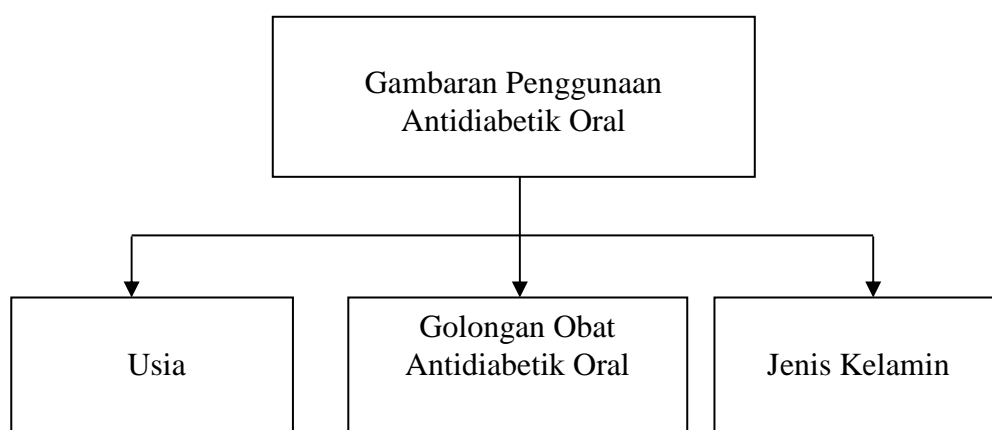 Gambaran Penggunaan
Antidiabetik Oral
Usia
Golongan Obat
Antidiabetik Oral
Jenis Kelamin